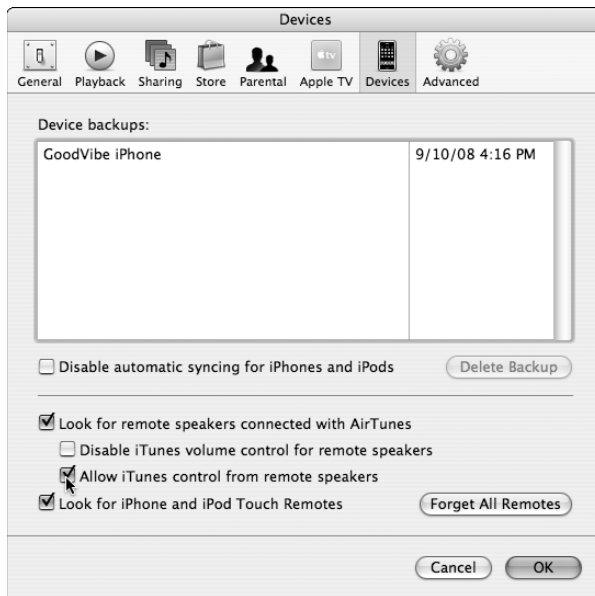 Devices
General Playback Sharing Store Parental Apple TV Devices Advanced
Device backups:
GoodVibe iPhone 9/10/08 4:16 PM
Disable automatic syncing for iPhones and iPods Delete Backup
Look for remote speakers connected with AirTunes
Disable iTunes volume control for remote speakers
Allow iTunes control from remote speakers
Look for iPhone and iPod Touch Remotes Forget All Remotes
Cancel OK